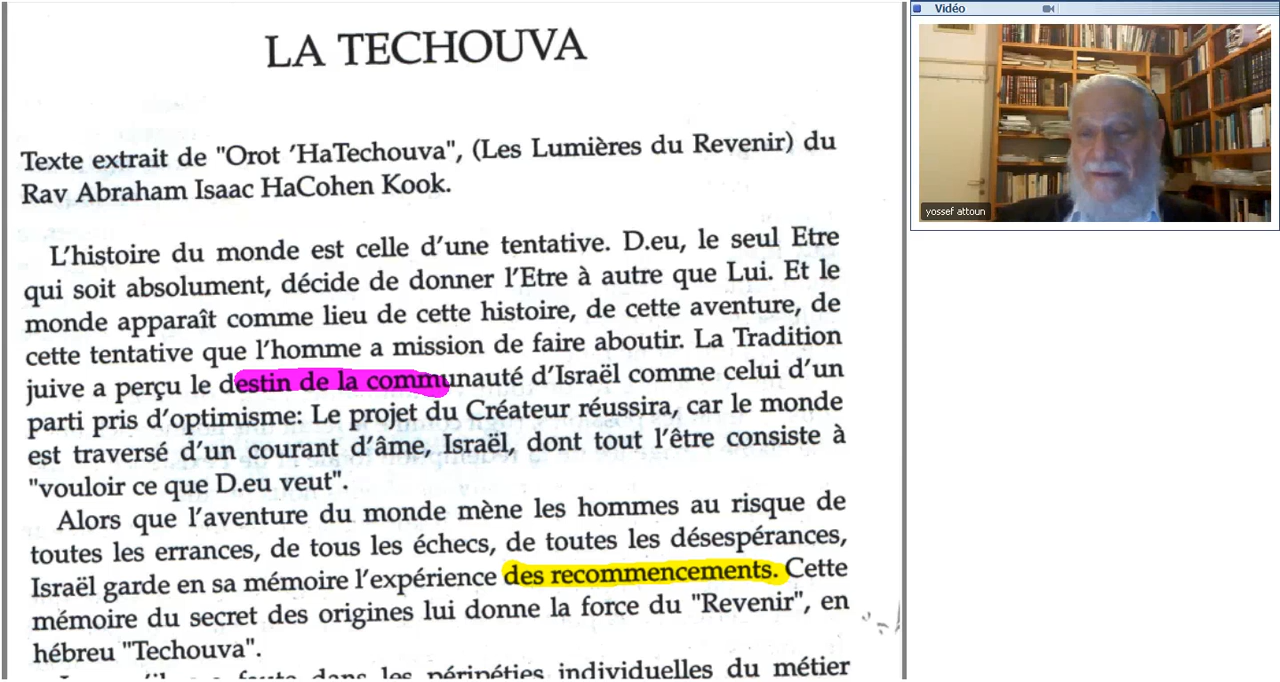 LA TECHOUVA
Texte extrait de "Orot ’HaTechouva", (Les Lumières du Revenir) du
Rav Abraham Isaac HaCohen Kook.
L’histoire du monde est celle d’une tentative. D.eu, le seul Etre
qui soit absolument, décide de donner l’Etre à autre que Lui. Et le
monde apparaît comme lieu de cette histoire, de cette aventure, de
cette tentative que l’homme a mission de faire aboutir. La Tradition
juive a perçu le destin de la communauté d’Israël comme celui d’un
parti pris d’optimisme: Le projet du Créateur réussira, car le monde
est traversé d’un courant d’âme, Israël, dont tout l’être consiste à
"vouloir ce que D.eu veut".
Alors que l’aventure du monde mène les hommes au risque de
toutes les errances, de tous les échecs, de toutes les désespérances,
Israël garde en sa mémoire l’expérience des recommencements. Cette
mémoire du secret des origines lui donne la force du "Revenir", en
hébreu "Techouva".
dans les péripéties individuelles du métier
Vidéo
yossef attoun